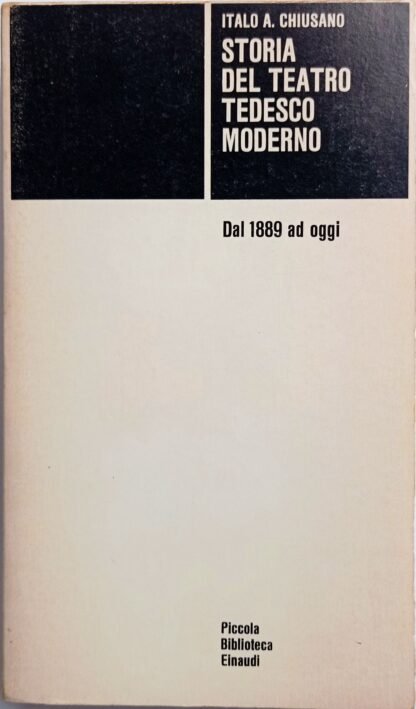 ITALO A. CHIUSANO
STORIA
DEL TEATRO
TEDESCO
MODERNO
Dal 1889 ad oggi
Piccola
Biblioteca
Einaudi